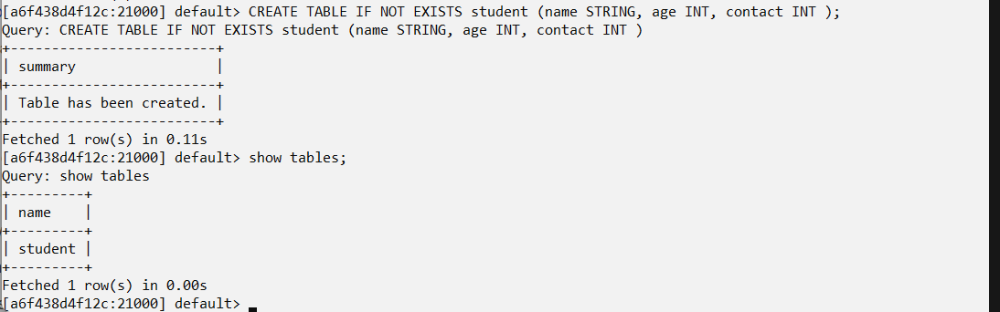 [a6f438d4f12c:21000] default> CREATE TABLE IF NOT EXISTS student (name STRING, age INT, contact INT );
Query: CREATE TABLE IF NOT EXISTS student (name STRING, age INT, contact INT )
+-------------------------+
| summary                 |
+-------------------------+
| Table has been created. |
+-------------------------+
Fetched 1 row(s) in 0.11s
[a6f438d4f12c:21000] default> show tables;
Query: show tables
+---------+
| name    |
+---------+
| student |
+---------+
Fetched 1 row(s) in 0.00s
[a6f438d4f12c:21000] default>